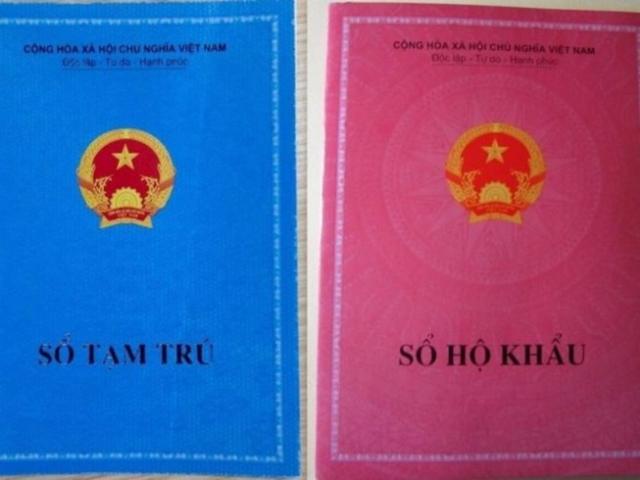 CỘNG HÒA XÃ HỘI CHỦ NGHĨA VIỆT NAM
Độc lập - Tự do - Hạnh phúc
SỔ TẠM TRÚ
CỘNG HÒA XÃ HỘI CHỦ NGHĨA VIỆT NAM
Độc lập - Tự do - Hạnh phúc
SỔ HỘ KHẨU